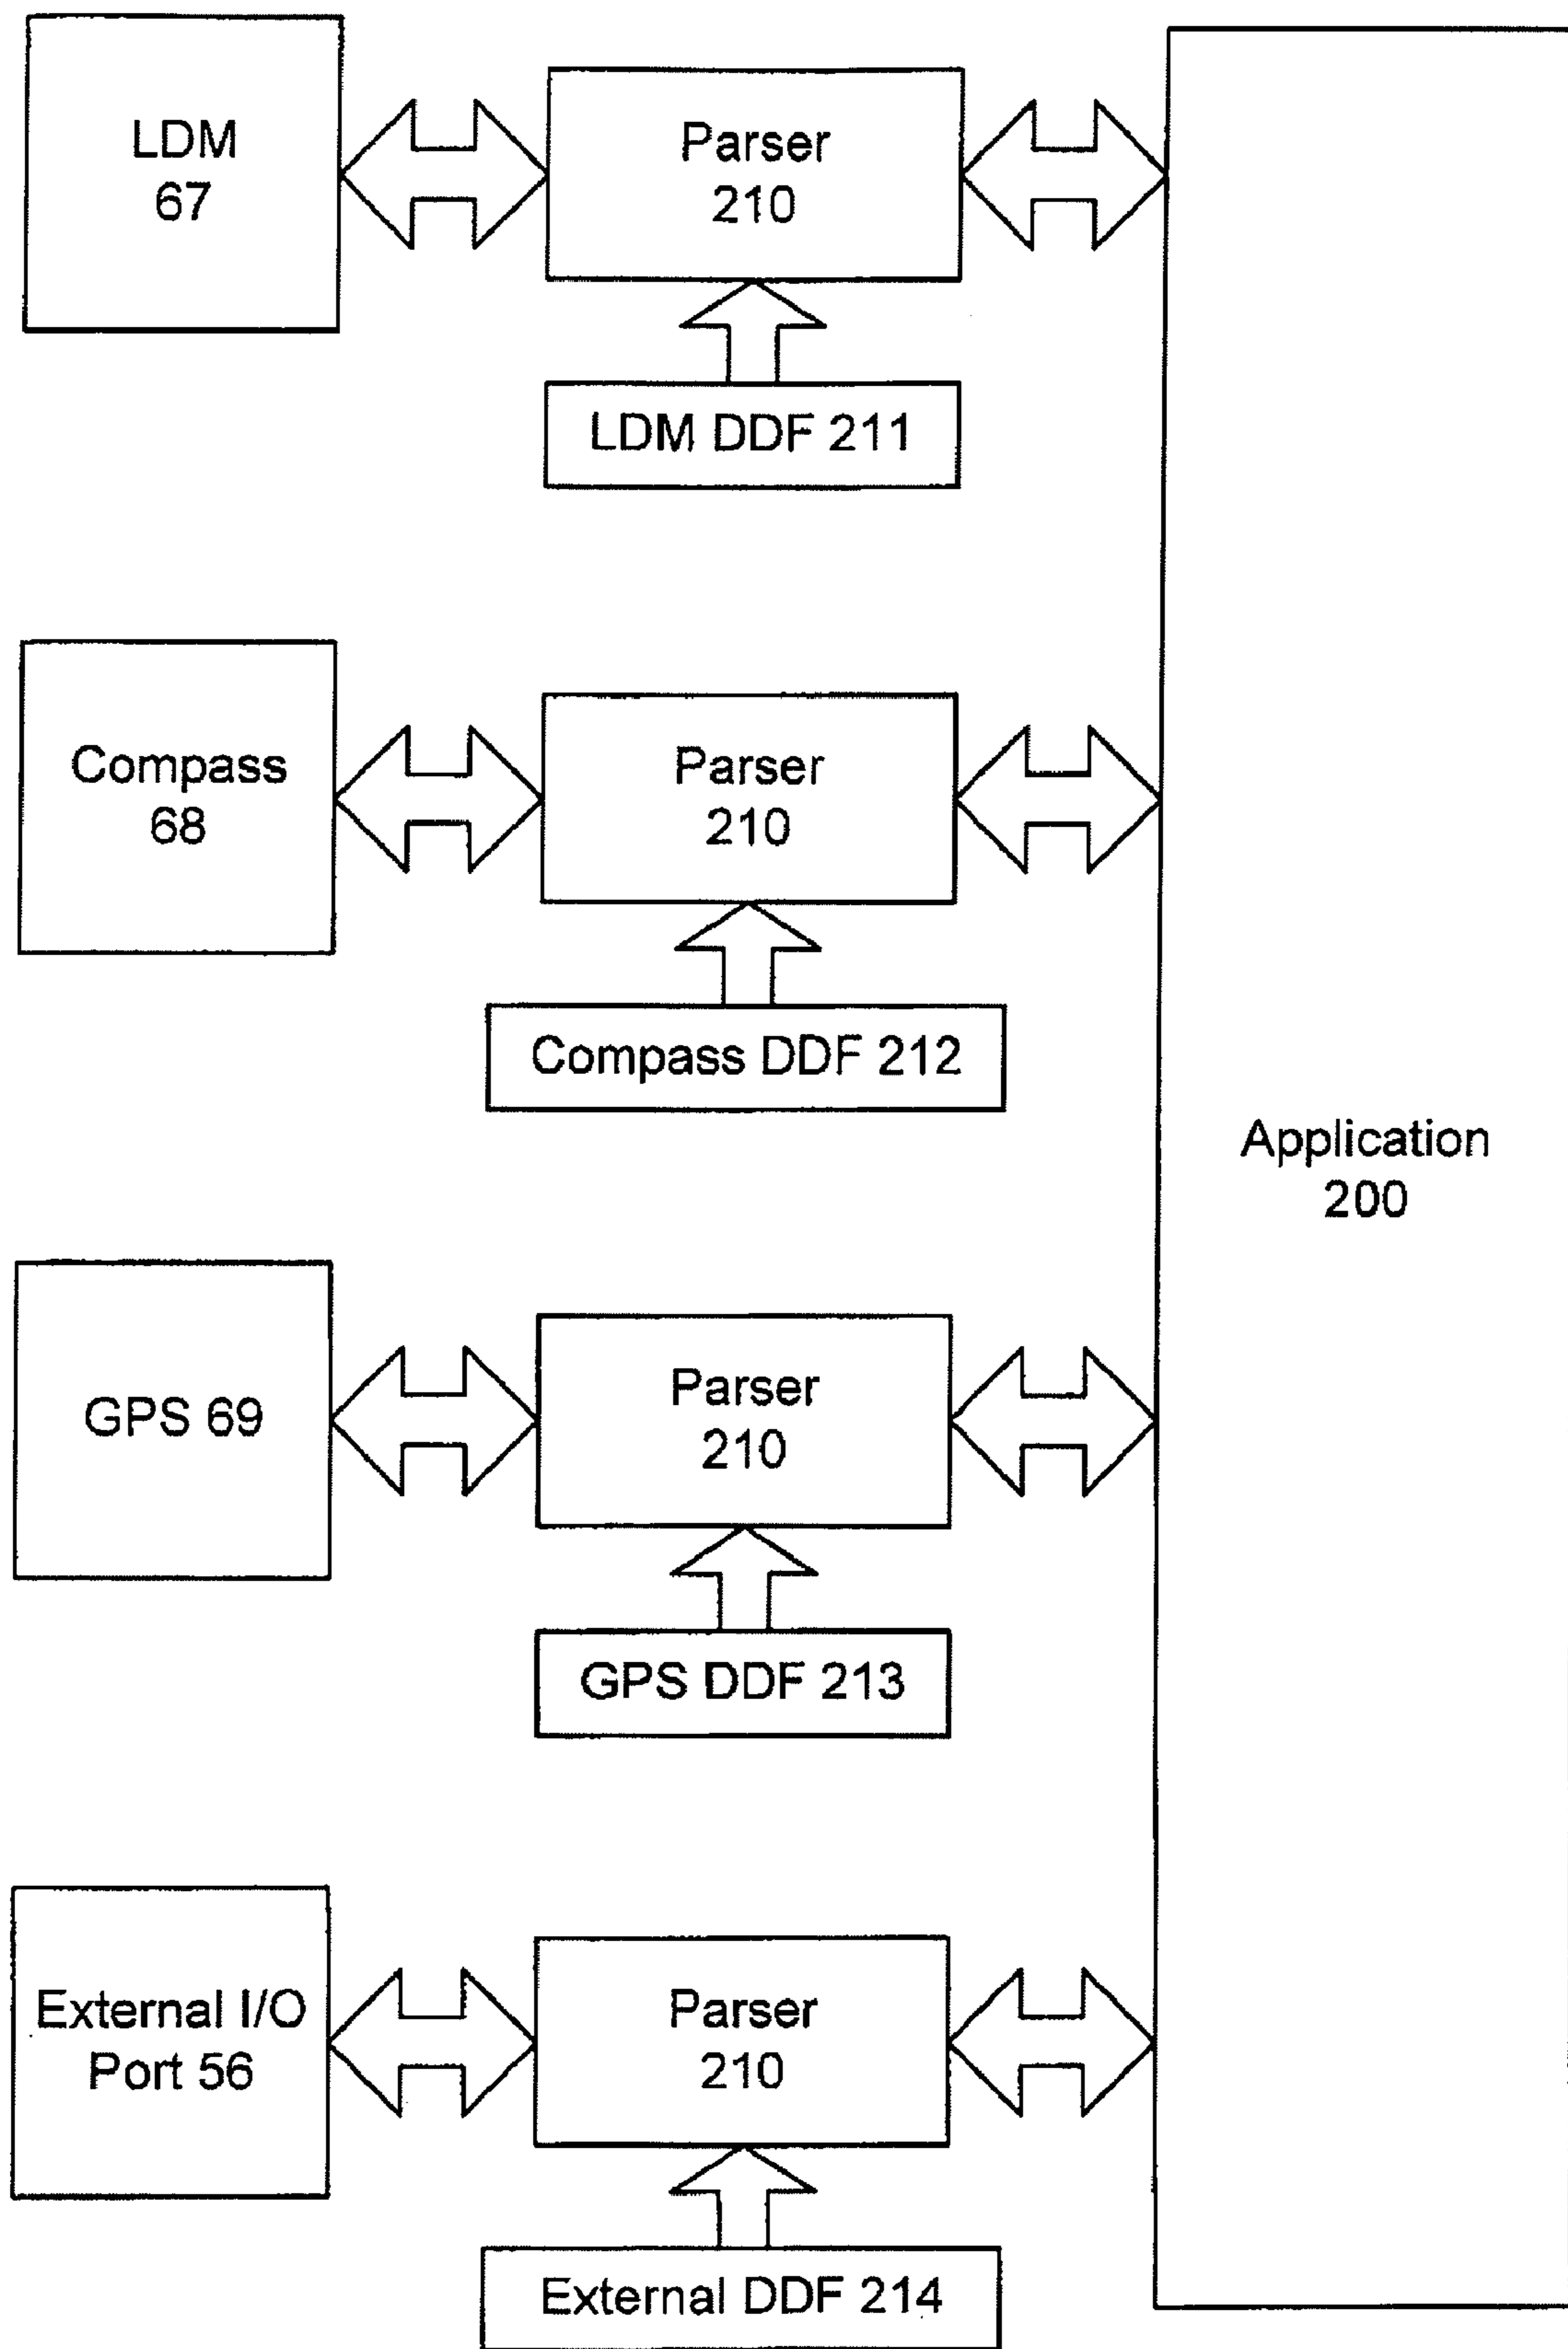 LDM
67
Parser
210
LDM DDF 211
Compass
68
Parser
210
Compass DDF 212
Application
200
GPS 69
Parser
210
GPS DDF 213
External I/O
Port 56
Parser
210
External DDF 214